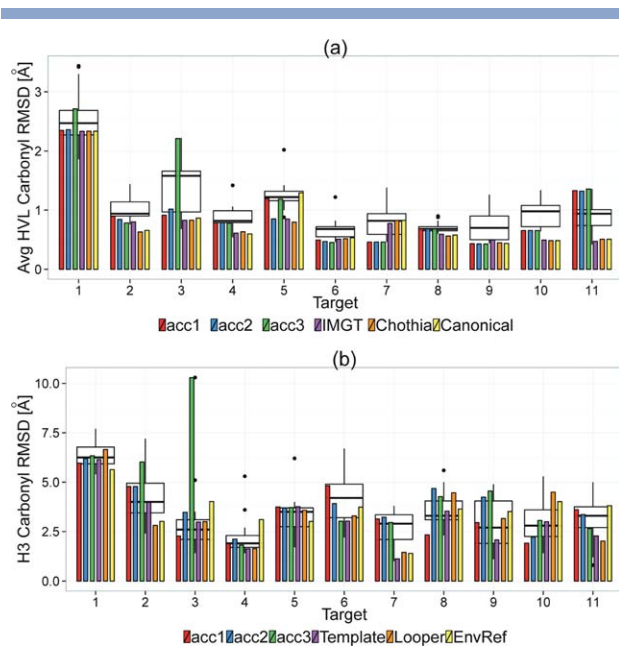 (a)
Avg HVL Carbonyl RMSD [Å]
3
2
1
0
1 2 3 4 5 6 7 8 9 10 11
Target
acc1 acc2 acc3 IMGT Chothia Canonical
(b)
H3 Carbonyl RMSD [Å]
10.0
7.5
5.0
2.5
0.0
1 2 3 4 5 6 7 8 9 10 11
Target
acc1 acc2 acc3 Template Looper EnvRef